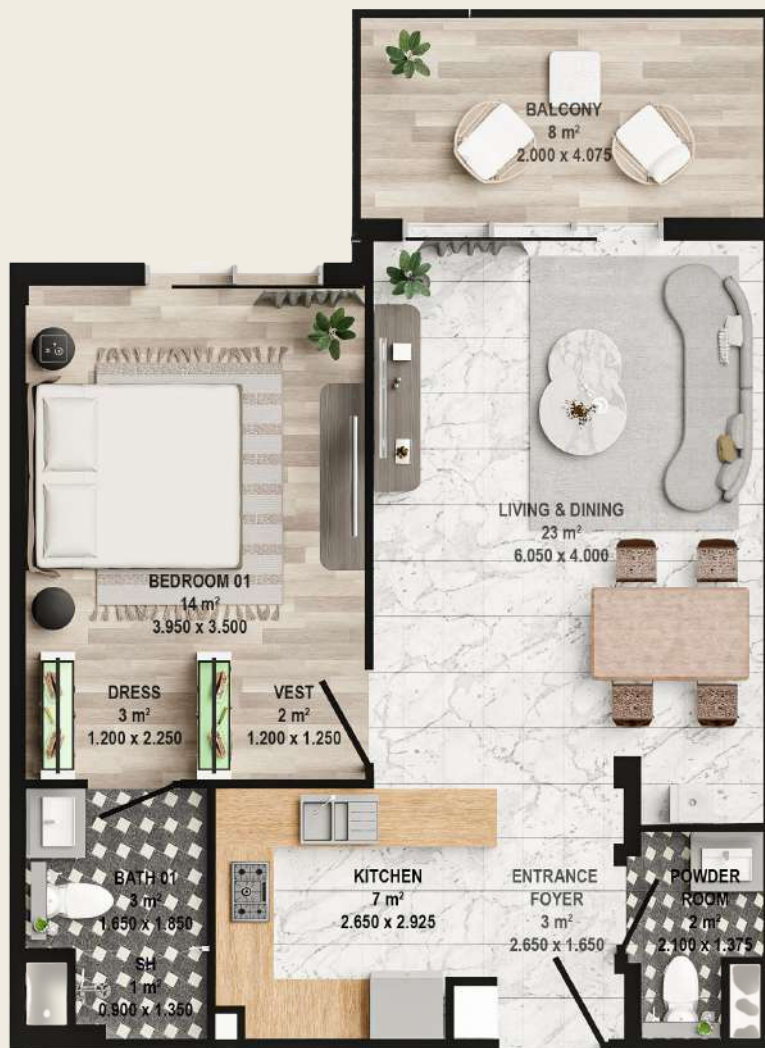 BALCONY
8 m²
2.000 x 4.075
LIVING & DINING
23 m²
6.050 x 4.000
BEDROOM 01
14 m²
3.950 x 3.500
DRESS
3 m²
1.200 x 2.250
VEST
2 m²
1.200 x 1.250
BATH 01
3 m²
1.650 x 1.850
SH
1 m²
0.900 x 1.350
KITCHEN
7 m²
2.650 x 2.925
ENTRANCE
FOYER
3 m²
2.650 x 1.650
POWDER
ROOM
2 m²
2.100 x 1.375